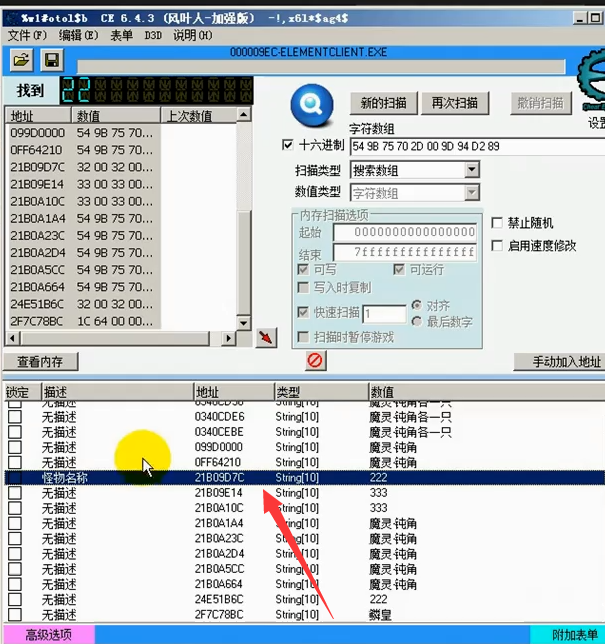 %w1#otol$b CE 6.4.3 (风叶人-加强版) -!,x6l*$ag4$
文件(F) 编辑(E) 表单 D3D 说明(H)
000009EC-ELEMENTCLIENT.EXE
找到 22
新的扫描 再次扫描 撤销扫描
地址 数值 上次数值
字符数组
099D0000 54 9B 75 70...
0FF64210 54 9B 75 70...
21B09D7C 32 00 32 00...
21B09E14 33 00 33 00...
21B0A10C 33 00 33 00...
21B0A1A4 54 9B 75 70...
21B0A23C 54 9B 75 70...
21B0A2D4 54 9B 75 70...
21B0A5CC 54 9B 75 70...
21B0A664 54 9B 75 70...
24E51B6C 32 00 32 00...
2F7C78BC 1C 64 00 00...
十六进制 54 9B 75 70 2D 00 9D 94 D2 89
扫描类型 搜索数组
数值类型 字符数组
内存扫描选项
起始 0000000000000000
结束 7fffffffffffffff
可写 可运行
写入时复制
快速扫描 1 对齐
最后数字
扫描时暂停游戏
禁止随机
启用速度修改
查看内存 手动加入地址
锁定 描述 地址 类型 数值
无描述 0340CDE6 String[10] 魔灵·钝角各一只
无描述 0340CEBE String[10] 魔灵·钝角各一只
无描述 099D0000 String[10] 魔灵·钝角
无描述 0FF64210 String[10] 魔灵·钝角
怪物名称 21B09D7C String[10] 222
无描述 21B09E14 String[10] 333
无描述 21B0A10C String[10] 333
无描述 21B0A1A4 String[10] 魔灵·钝角
无描述 21B0A23C String[10] 魔灵·钝角
无描述 21B0A2D4 String[10] 魔灵·钝角
无描述 21B0A5CC String[10] 魔灵·钝角
无描述 21B0A664 String[10] 魔灵·钝角
无描述 24E51B6C String[10] 222
无描述 2F7C78BC String[10] 鳞皇
高级选项 附加表单